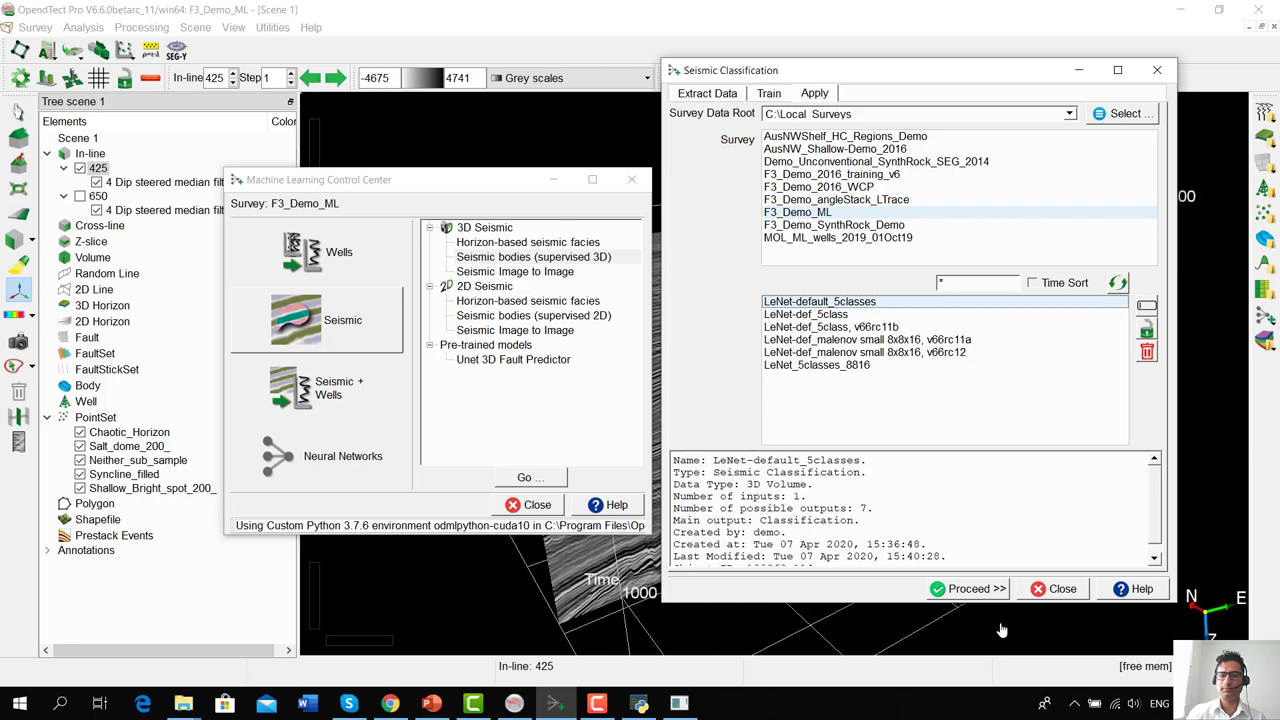 OpendTect Pro V6.6.0betarc_11/win64: F3_Demo_ML - [Scene 1]
Survey Analysis Processing Scene View Utilities Help
SEG-Y
In-line 425 Step 1 -4675 4741 Grey scales
Tree scene 1
Elements Color
Scene 1
In-line
425
4 Dip steered median filt
650
4 Dip steered median filt
Cross-line
Z-slice
Volume
Random Line
2D Line
3D Horizon
2D Horizon
Fault
FaultSet
FaultStickSet
Body
Well
PointSet
Chaotic_Horizon
Salt_dome_200_
Neither_sub_sample
Syncline_filled
Shallow_Bright_spot_200_
Polygon
Shapefile
Prestack Events
Annotations
Machine Learning Control Center
Survey: F3_Demo_ML
Wells
Seismic
Seismic +
Wells
Neural Networks
3D Seismic
Horizon-based seismic facies
Seismic bodies (supervised 3D)
Seismic Image to Image
2D Seismic
Horizon-based seismic facies
Seismic bodies (supervised 2D)
Seismic Image to Image
Pre-trained models
Unet 3D Fault Predictor
Go ...
Close Help
Using Custom Python 3.7.6 environment odmlpython-cuda10 in C:\Program Files\Op
Seismic Classification
Extract Data Train Apply
Survey Data Root C:\Local Surveys Select ...
Survey
AusNWShelf_HC_Regions_Demo
AusNW_Shallow-Demo_2016
Demo_Unconventional_SynthRock_SEG_2014
F3_Demo_2016_training_v6
F3_Demo_2016_WCP
F3_Demo_angleStack_LTrace
F3_Demo_ML
F3_Demo_SynthRock_Demo
MOL_ML_wells_2019_01Oct19
* Time Sort
LeNet-default_5classes
LeNet-def_5class
LeNet-def_5class, v66rc11b
LeNet-def_malenov small 8x8x16, v66rc11a
LeNet-def_malenov small 8x8x16, v66rc12
LeNet_5classes_8816
Name: LeNet-default_5classes.
Type: Seismic Classification.
Data Type: 3D Volume.
Number of inputs: 1.
Number of possible outputs: 7.
Main output: Classification.
Created by: demo.
Created at: Tue 07 Apr 2020, 15:36:48.
Last Modified: Tue 07 Apr 2020, 15:40:28.
Proceed >> Close Help
00
Time
1000
N
E
Z
In-line: 425 [free mem]
ENG